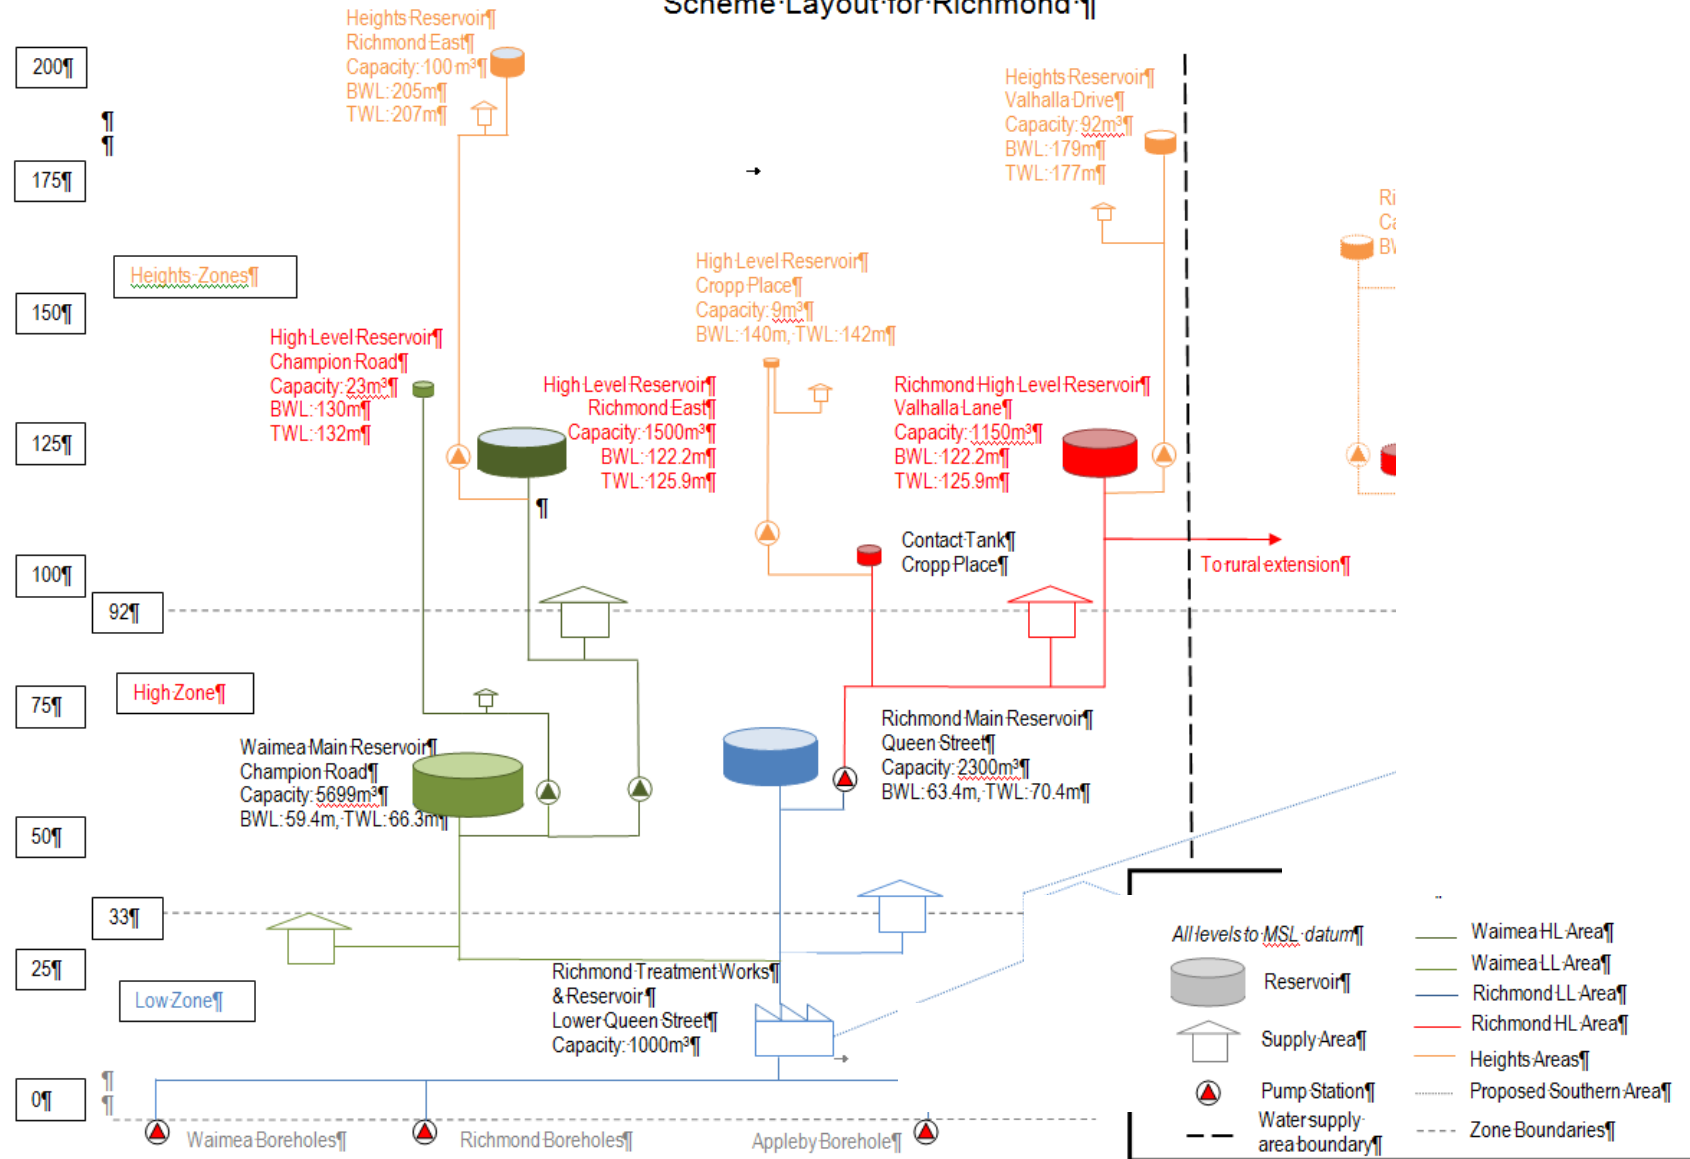 Scheme·Layout·for·Richmond·¶
Heights·Reservoir¶
Richmond·East¶
Capacity:·100·m³¶
BWL:·205m¶
TWL:·207m¶
Heights·Reservoir¶
Valhalla·Drive¶
Capacity:·92m³¶
BWL:·179m¶
TWL:·177m¶
200¶
¶
¶
175¶
Ri
Ca
BV
Heights·Zones¶
150¶
High·Level·Reservoir¶
Cropp·Place¶
Capacity:·9m³¶
BWL:·140m,·TWL:·142m¶
High·Level·Reservoir¶
Champion·Road¶
Capacity:·23m³¶
BWL:·130m¶
TWL:·132m¶
High·Level·Reservoir¶
Richmond·East¶
Capacity:·1500m³¶
BWL:·122.2m¶
TWL:·125.9m¶
Richmond·High·Level·Reservoir¶
Valhalla·Lane¶
Capacity:·1150m³¶
BWL:·122.2m¶
TWL:·125.9m¶
125¶
¶
Contact·Tank¶
Cropp·Place¶
100¶
To·rural·extension¶
92¶
High·Zone¶
75¶
Waimea·Main·Reservoir¶
Champion·Road¶
Capacity:·5699m³¶
BWL:·59.4m,·TWL:·66.3m¶
Richmond·Main·Reservoir¶
Queen·Street¶
Capacity:·2300m³¶
BWL:·63.4m,·TWL:·70.4m¶
50¶
33¶
25¶
Low·Zone¶
Richmond·Treatment·Works¶
&·Reservoir¶
Lower·Queen·Street¶
Capacity:·1000m³¶
0¶
¶
¶
Waimea·Boreholes¶
Richmond·Boreholes¶
Appleby·Borehole¶
All·levels·to·MSL·datum¶
Reservoir¶
Supply·Area¶
Pump·Station¶
Water·supply·
area·boundary¶
Waimea·HL·Area¶
Waimea·LL·Area¶
Richmond·LL·Area¶
Richmond·HL·Area¶
Heights·Areas¶
Proposed·Southern·Area¶
Zone·Boundaries¶